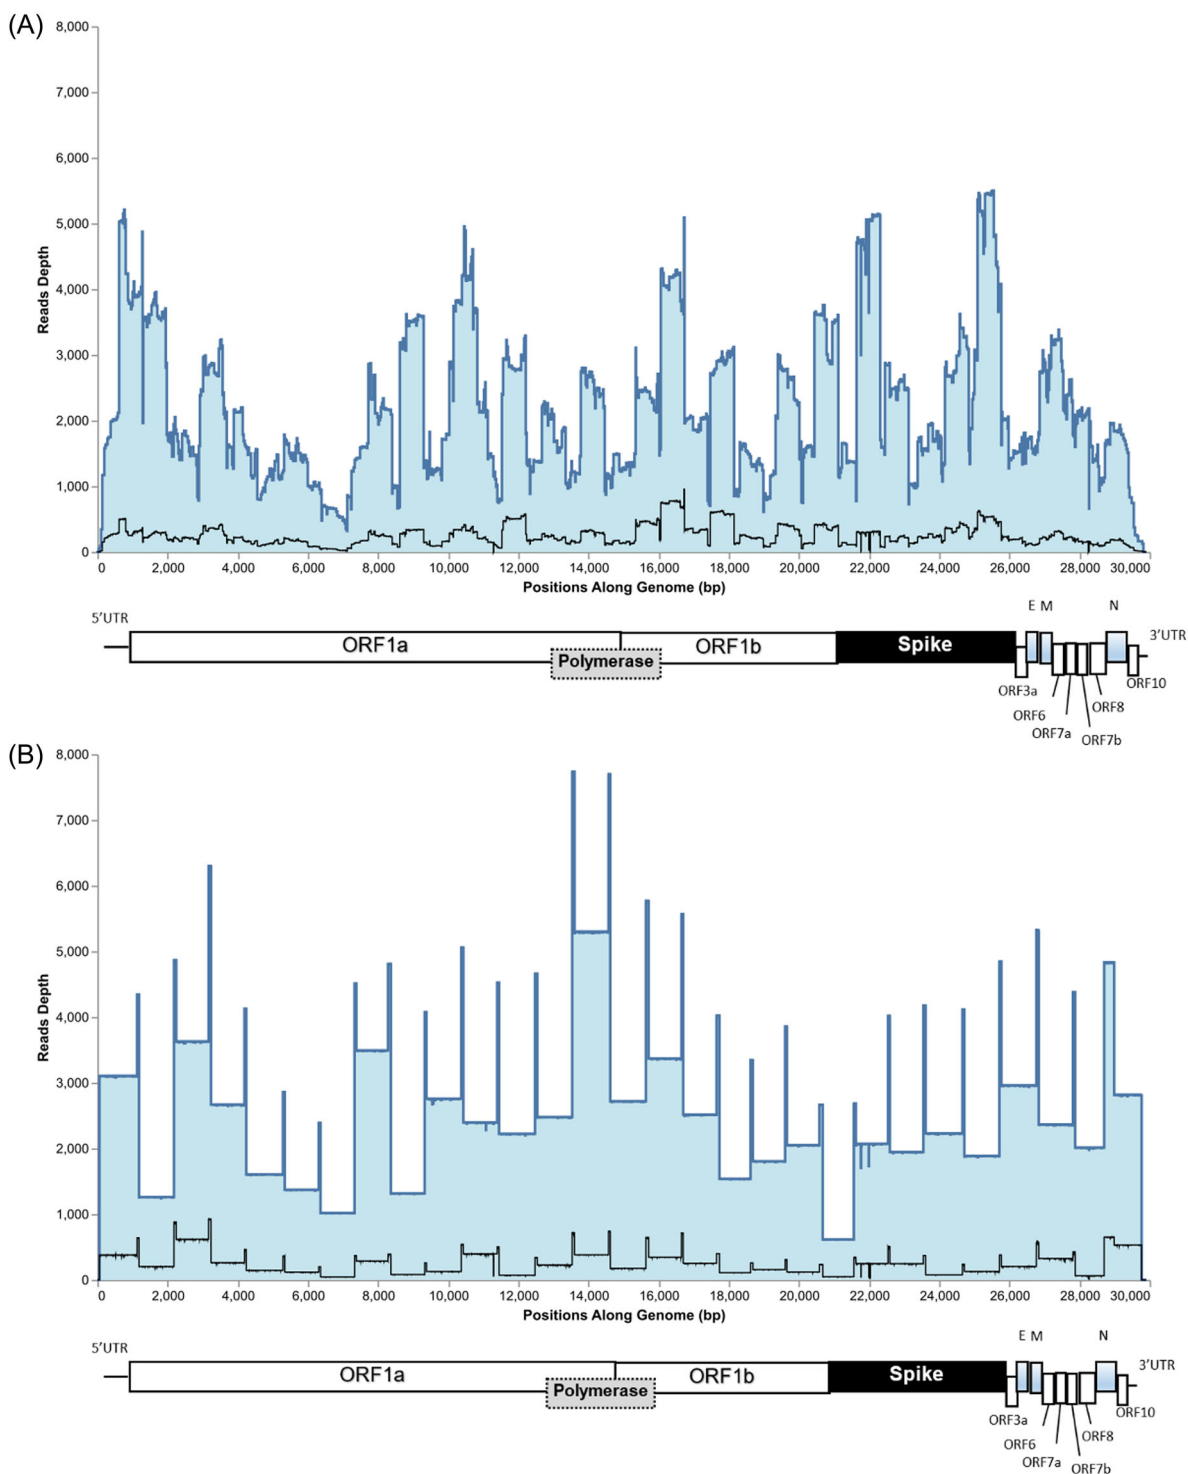 (A)
8,000
7,000
6,000
5,000
4,000
3,000
2,000
1,000
0
Reads Depth
0 2,000 4,000 6,000 8,000 10,000 12,000 14,000 16,000 18,000 20,000 22,000 24,000 26,000 28,000 30,000
Positions Along Genome (bp)
E M N
5'UTR
3'UTR
ORF1a
ORF1b
Spike
Polymerase
ORF3a
ORF10
ORF6
ORF8
ORF7a
ORF7b
(B)
8,000
7,000
6,000
5,000
4,000
3,000
2,000
1,000
0
Reads Depth
0 2,000 4,000 6,000 8,000 10,000 12,000 14,000 16,000 18,000 20,000 22,000 24,000 26,000 28,000 30,000
Positions Along Genome (bp)
E M N
5'UTR
3'UTR
ORF1a
ORF1b
Spike
Polymerase
ORF3a
ORF10
ORF6
ORF8
ORF7a
ORF7b